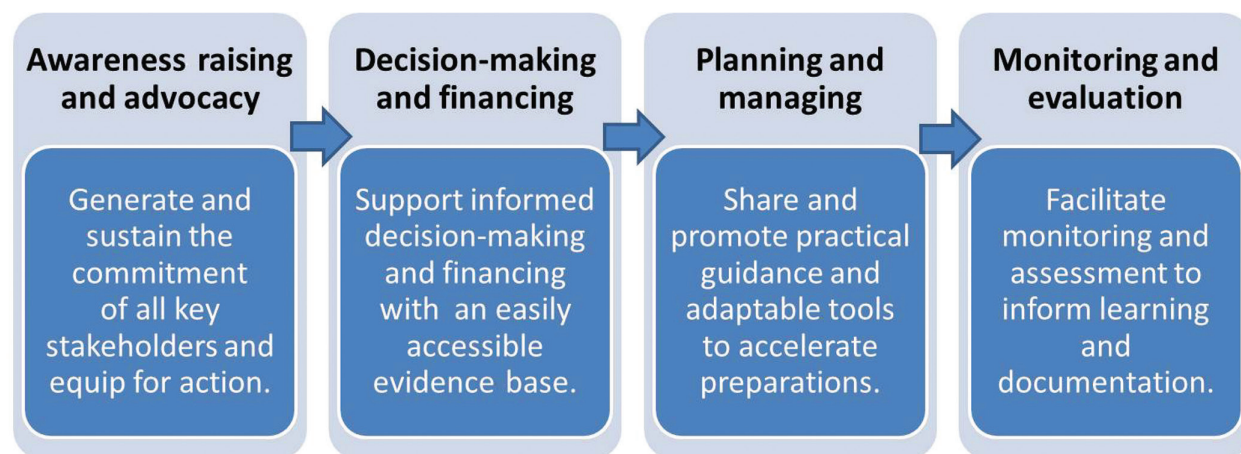 Awareness raising
and advocacy
Generate and
sustain the
commitment
of all key
stakeholders and
equip for action.
Decision-making
and financing
Support informed
decision-making
and financing
with an easily
accessible
evidence base.
Planning and
managing
Share and
promote practical
guidance and
adaptable tools
to accelerate
preparations.
Monitoring and
evaluation
Facilitate
monitoring and
assessment to
inform learning
and
documentation.